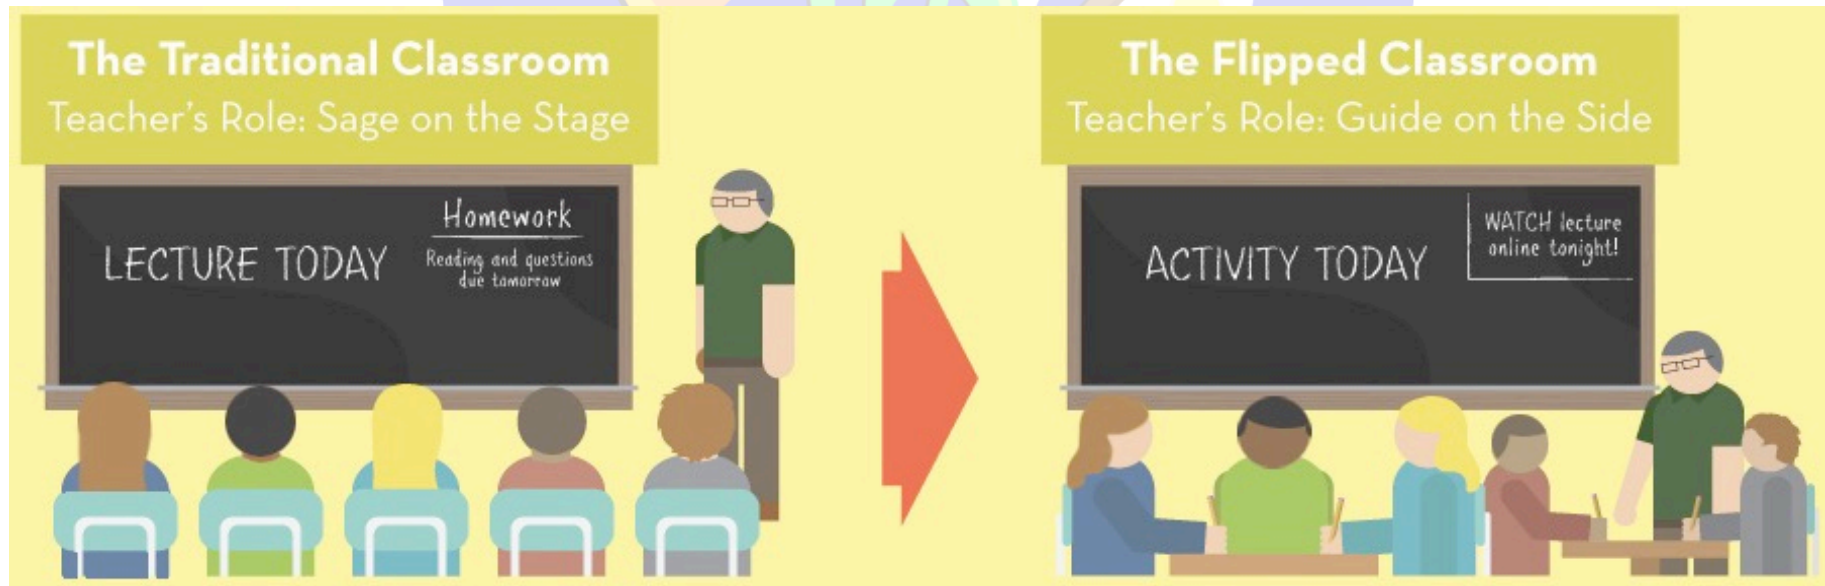 The Traditional Classroom
Teacher's Role: Sage on the Stage
LECTURE TODAY
Homework
Reading and questions
due tomorrow
The Flipped Classroom
Teacher's Role: Guide on the Side
ACTIVITY TODAY
WATCH lecture
online tonight!